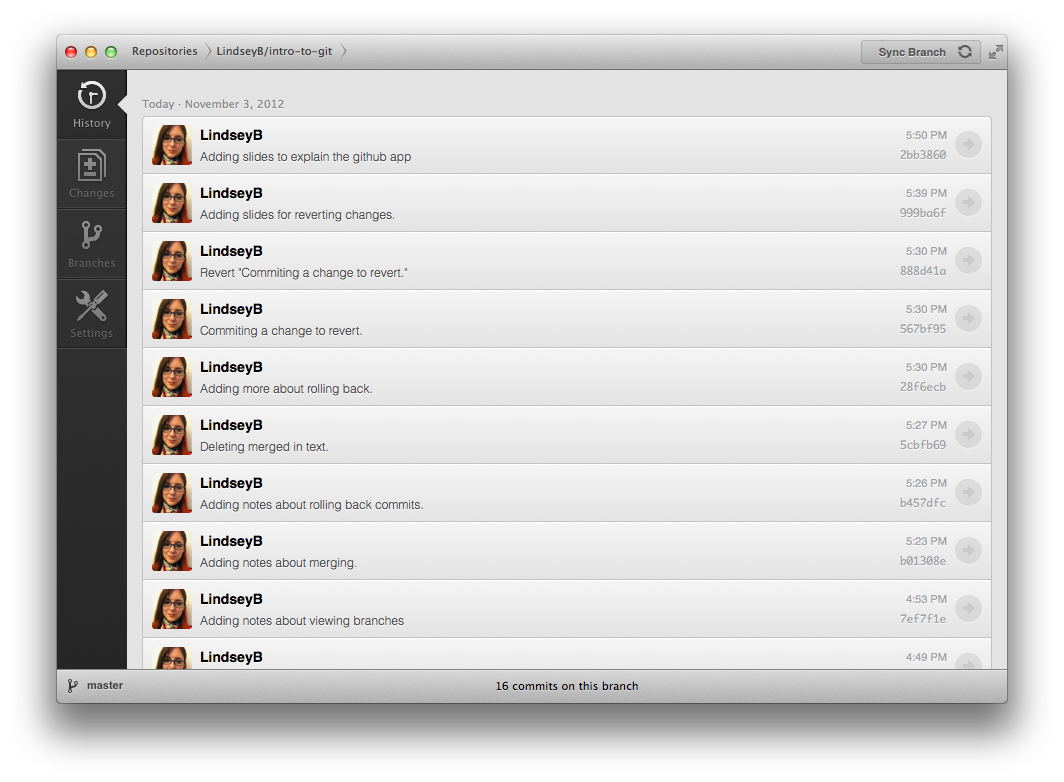 Repositories LindseyB/intro-to-git Sync Branch
History
Changes
Branches
Settings
Today · November 3, 2012
LindseyB 5:50 PM
Adding slides to explain the github app 2bb3860
LindseyB 5:39 PM
Adding slides for reverting changes. 999ba6f
LindseyB 5:30 PM
Revert "Commiting a change to revert." 888d41a
LindseyB 5:30 PM
Commiting a change to revert. 567bf95
LindseyB 5:30 PM
Adding more about rolling back. 28f6ecb
LindseyB 5:27 PM
Deleting merged in text. 5cbfb69
LindseyB 5:26 PM
Adding notes about rolling back commits. b457dfc
LindseyB 5:23 PM
Adding notes about merging. b01308e
LindseyB 4:53 PM
Adding notes about viewing branches 7ef7f1e
LindseyB 4:49 PM
master 16 commits on this branch